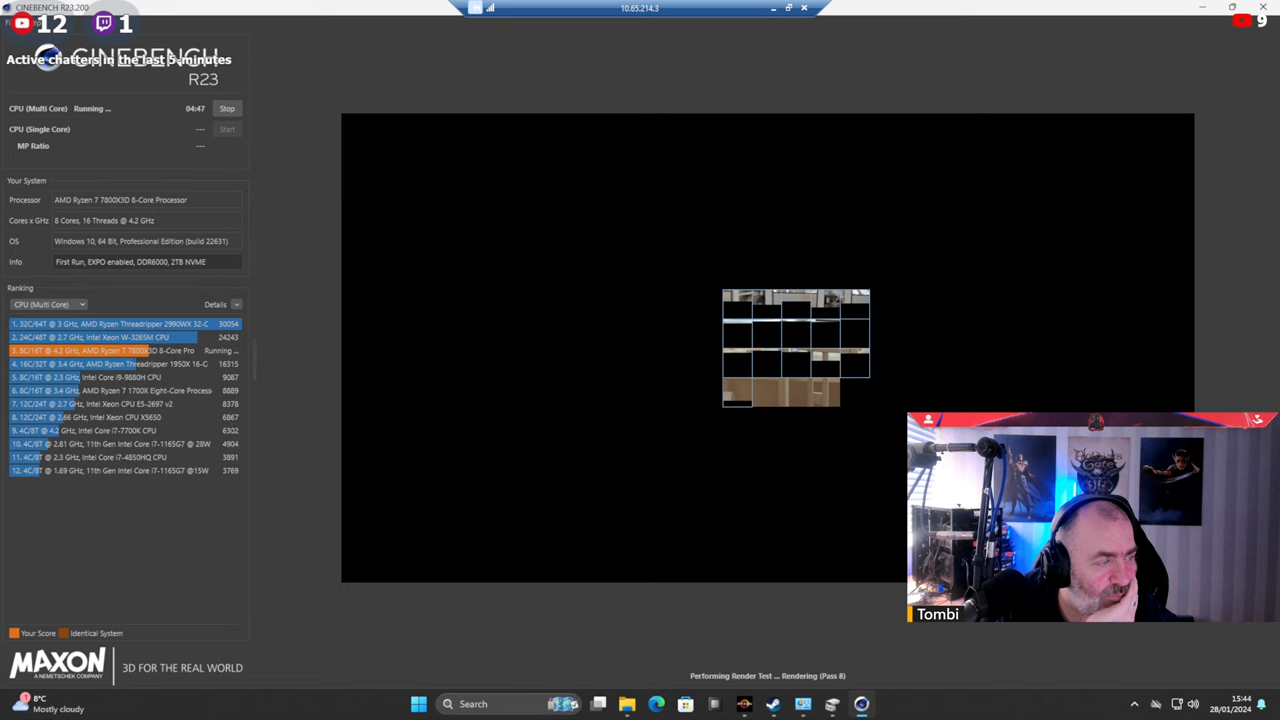 CINEBENCH R23.200
10.65.214.3
12
1
9
Active chatters in the last 5 minutes
CINEBENCH
R23
CPU (Multi Core) Running ... 04:47 Stop
CPU (Single Core) --- Start
MP Ratio ---
Your System
Processor AMD Ryzen 7 7800X3D 8-Core Processor
Cores x GHz 8 Cores, 16 Threads @ 4.2 GHz
OS Windows 10, 64 Bit, Professional Edition (build 22631)
Info First Run, EXPO enabled, DDR6000, 2TB NVME
Ranking
CPU (Multi Core) Details
1. 32C/64T @ 3 GHz, AMD Ryzen Threadripper 2990WX 32-C 30054
2. 24C/48T @ 2.7 GHz, Intel Xeon W-3265M CPU 24243
3. 8C/16T @ 4.2 GHz, AMD Ryzen 7 7800X3D 8-Core Pro Running ...
4. 16C/32T @ 3.4 GHz, AMD Ryzen Threadripper 1950X 16-C 16315
5. 8C/16T @ 2.3 GHz, Intel Core i9-9880H CPU 9087
6. 8C/16T @ 3.4 GHz, AMD Ryzen 7 1700X Eight-Core Proces 8889
7. 12C/24T @ 2.7 GHz, Intel Xeon CPU E5-2697 v2 8378
8. 12C/24T @ 2.66 GHz, Intel Xeon CPU X5650 6867
9. 4C/8T @ 4.2 GHz, Intel Core i7-7700K CPU 6302
10. 4C/8T @ 2.81 GHz, 11th Gen Intel Core i7-1165G7 @ 28W 4904
11. 4C/8T @ 2.3 GHz, Intel Core i7-4850HQ CPU 3891
12. 4C/8T @ 1.69 GHz, 11th Gen Intel Core i7-1165G7 @15W 3769
Your Score Identical System
MAXON
A NEMETSCHEK COMPANY
3D FOR THE REAL WORLD
Performing Render Test ... Rendering (Pass 8)
Tombi
1
8°C
Mostly cloudy
Search
15:44
28/01/2024